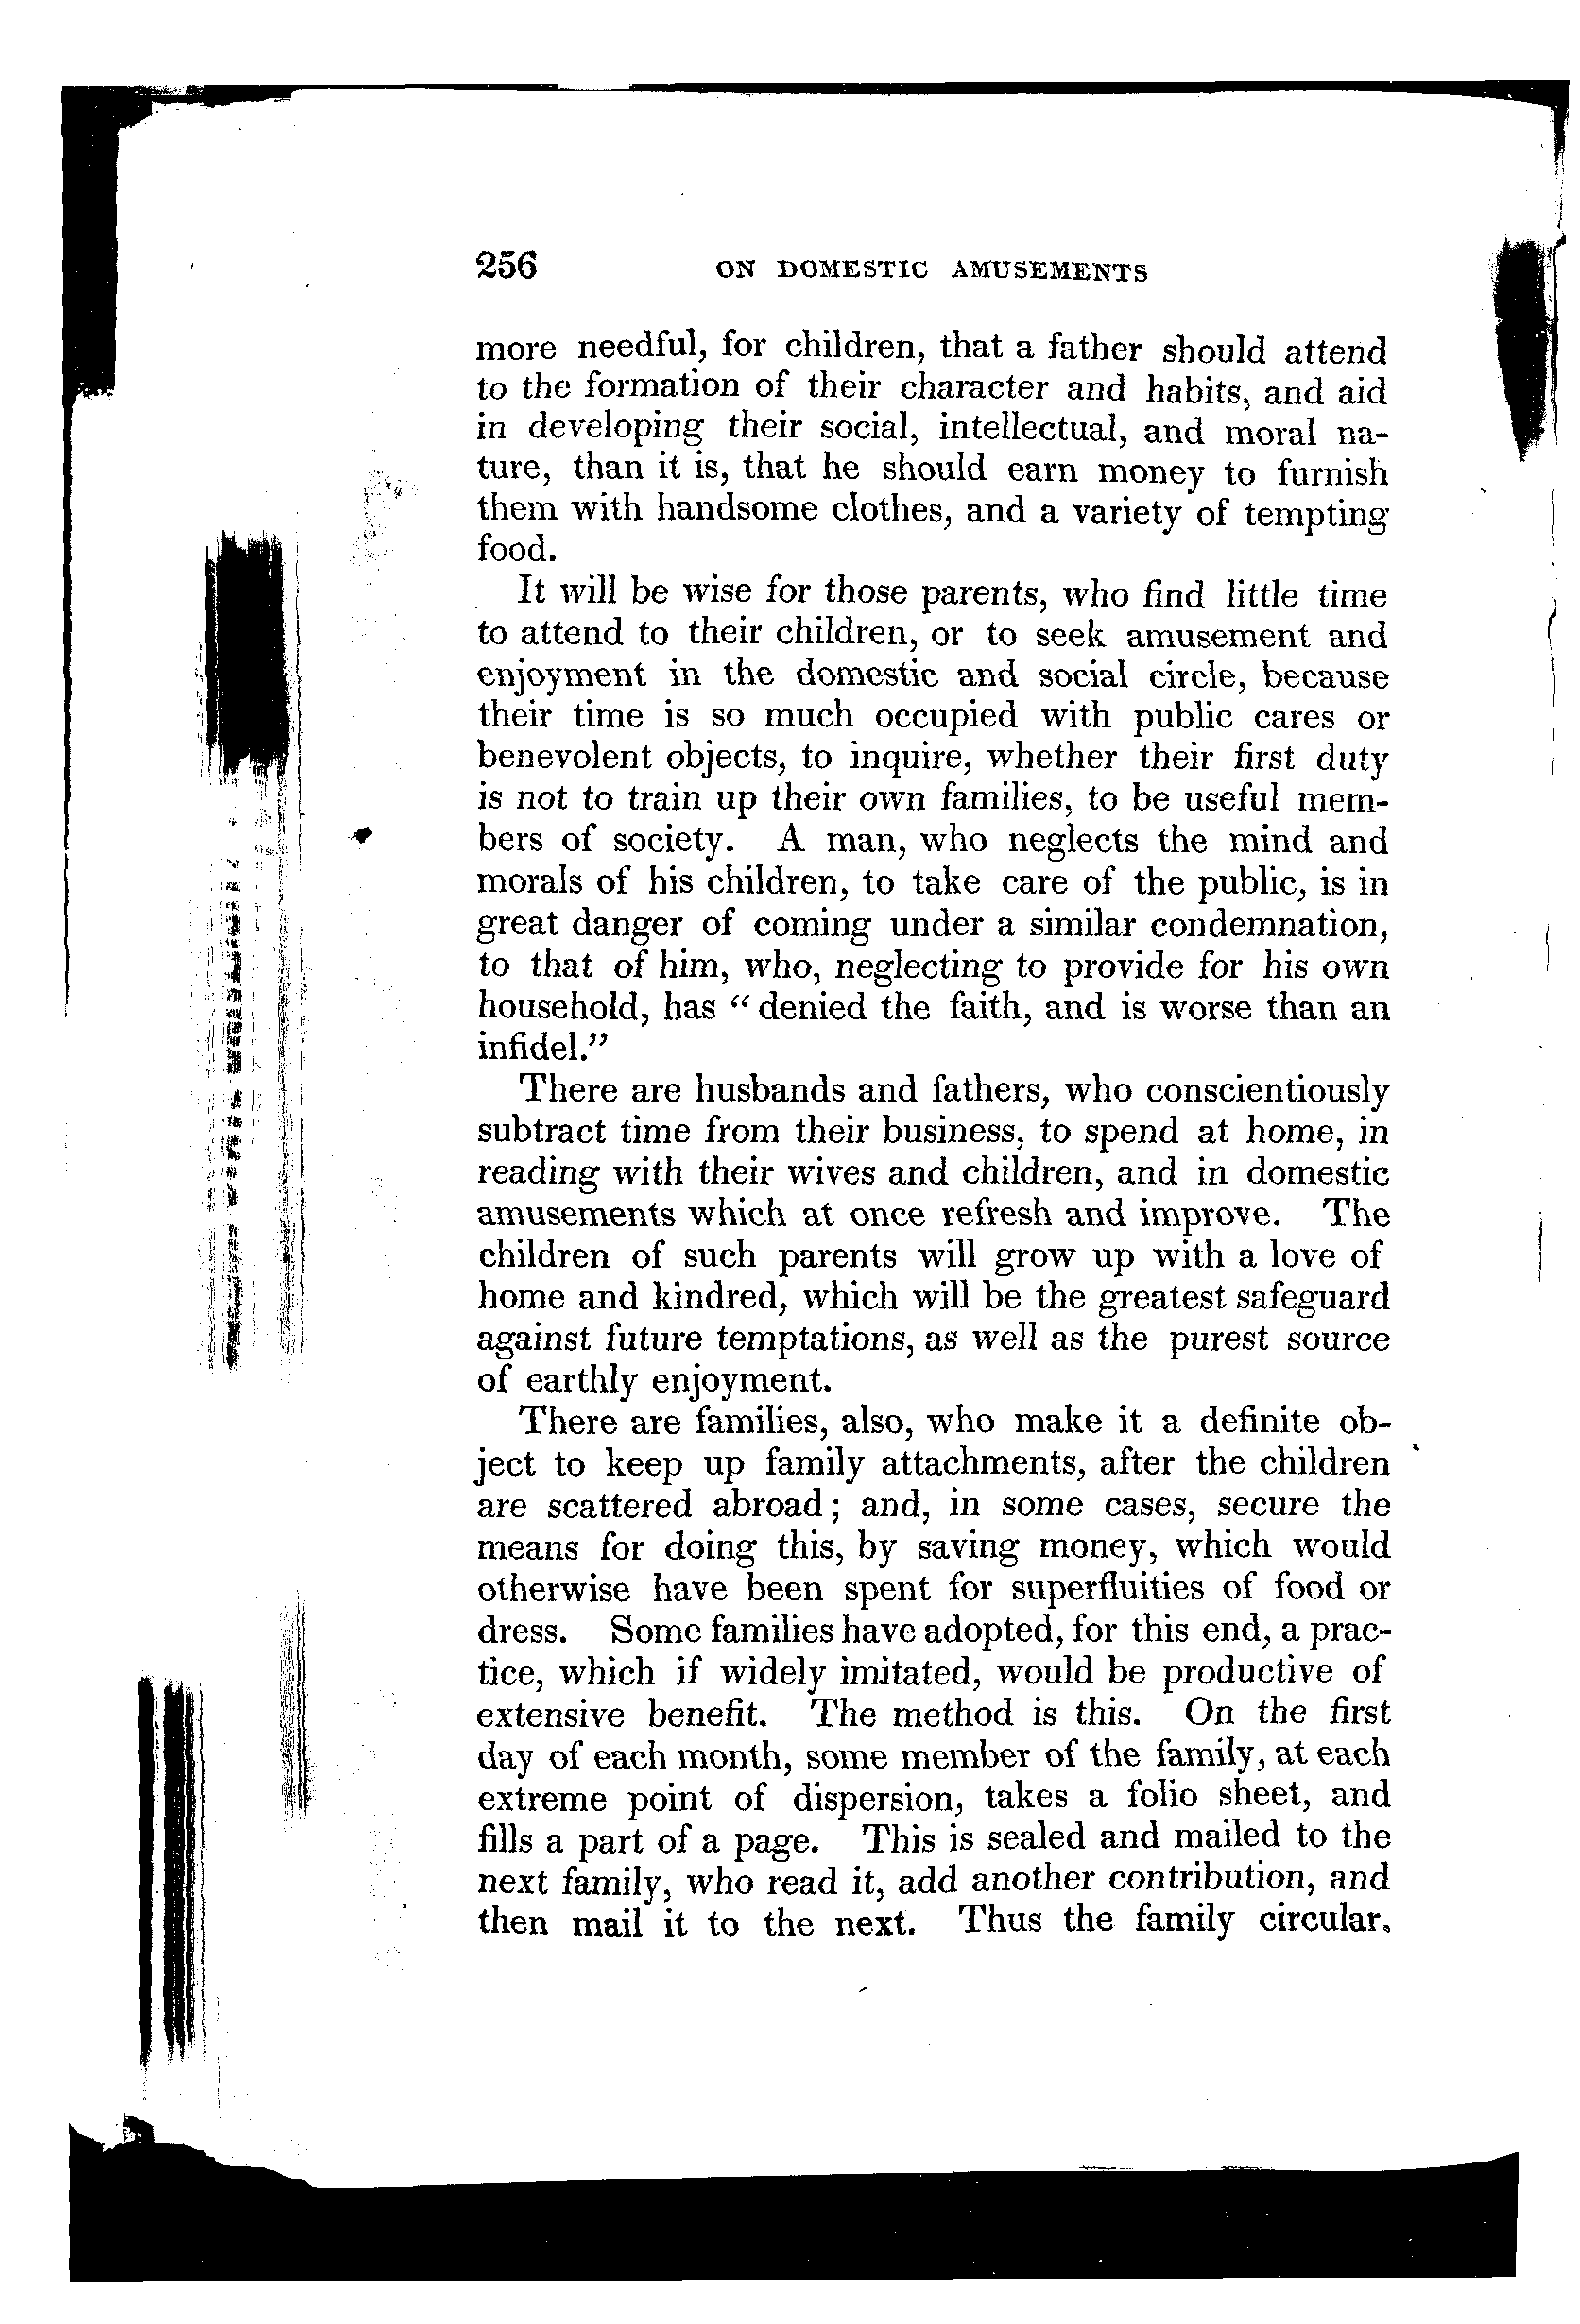 256 ON DOMESTIC AMUSEMENTS
more needful, for children, that a father should attend
to the formation of their character and habits, and aid
in developing their social, intellectual, and moral na-
ture, than it is, that he should earn money to furnish
them with handsome clothes, and a variety of tempting
food.
It will be wise for those parents, who find little time
to attend to their children, or to seek amusement and
enjoyment in the domestic and social circle, because
their time is so much occupied with public cares or
benevolent objects, to inquire, whether their first duty
is not to train up their own families, to be useful mem-
bers of society. A man, who neglects the mind and
morals of his children, to take care of the public, is in
great danger of coming under a similar condemnation,
to that of him, who, neglecting to provide for his own
household, has “denied the faith, and is worse than an
infidel.”
There are husbands and fathers, who conscientiously
subtract time from their business, to spend at home, in
reading with their wives and children, and in domestic
amusements which at once refresh and improve. The
children of such parents will grow up with a love of
home and kindred, which will be the greatest safeguard
against future temptations, as well as the purest source
of earthly enjoyment.
There are families, also, who make it a definite ob-
ject to keep up family attachments, after the children
are scattered abroad; and, in some cases, secure the
means for doing this, by saving money, which would
otherwise have been spent for superfluities of food or
dress. Some families have adopted, for this end, a prac-
tice, which if widely imitated, would be productive of
extensive benefit. The method is this. On the first
day of each month, some member of the family, at each
extreme point of dispersion, takes a folio sheet, and
fills a part of a page. This is sealed and mailed to the
next family, who read it, add another contribution, and
then mail it to the next. Thus the family circular,